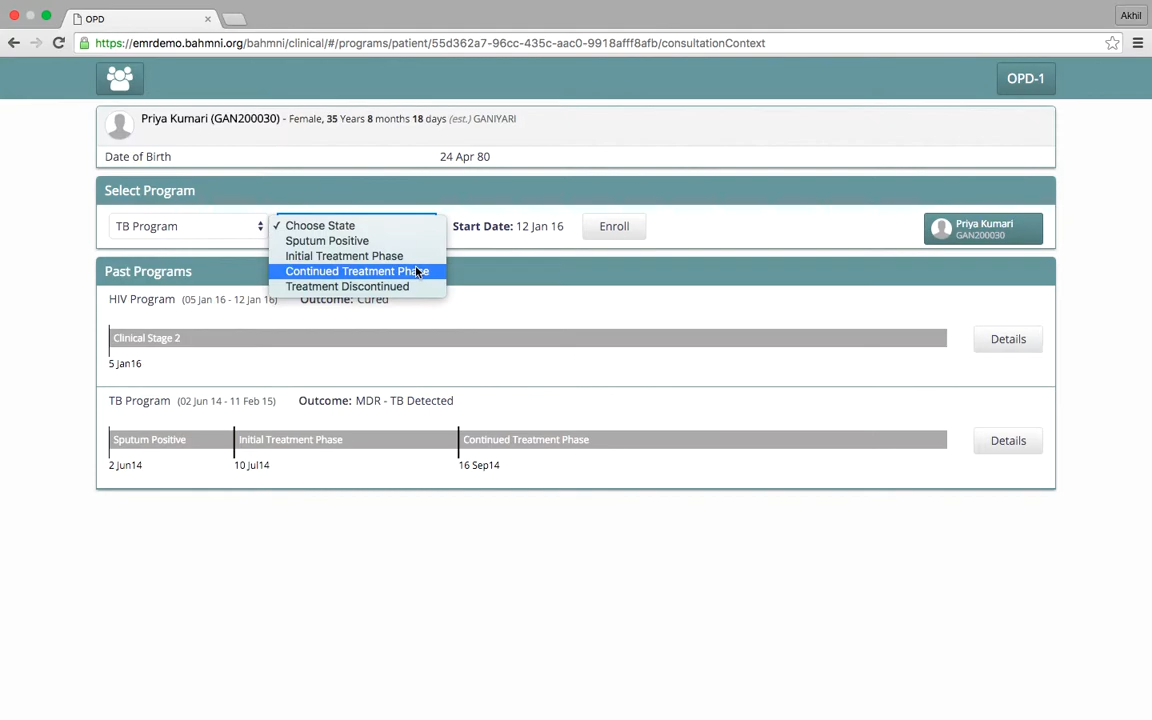 OPD
Akhil
https://emrdemo.bahmni.org/bahmni/clinical/#/programs/patient/55d362a7-96cc-435c-aac0-9918afff8afb/consultationContext
OPD-1
Priya Kumari (GAN200030) - Female, 35 Years 8 months 18 days (est.) GANIYARI
Date of Birth 24 Apr 80
Select Program
TB Program
✓ Choose State
Sputum Positive
Initial Treatment Phase
Continued Treatment Phase
Treatment Discontinued
Start Date: 12 Jan 16
Enroll
Priya Kumari
GAN200030
Past Programs
HIV Program (05 Jan 16 - 12 Jan 16) Outcome: Cured
Clinical Stage 2
5 Jan16
Details
TB Program (02 Jun 14 - 11 Feb 15) Outcome: MDR - TB Detected
Sputum Positive Initial Treatment Phase Continued Treatment Phase
2 Jun14 10 Jul14 16 Sep14
Details